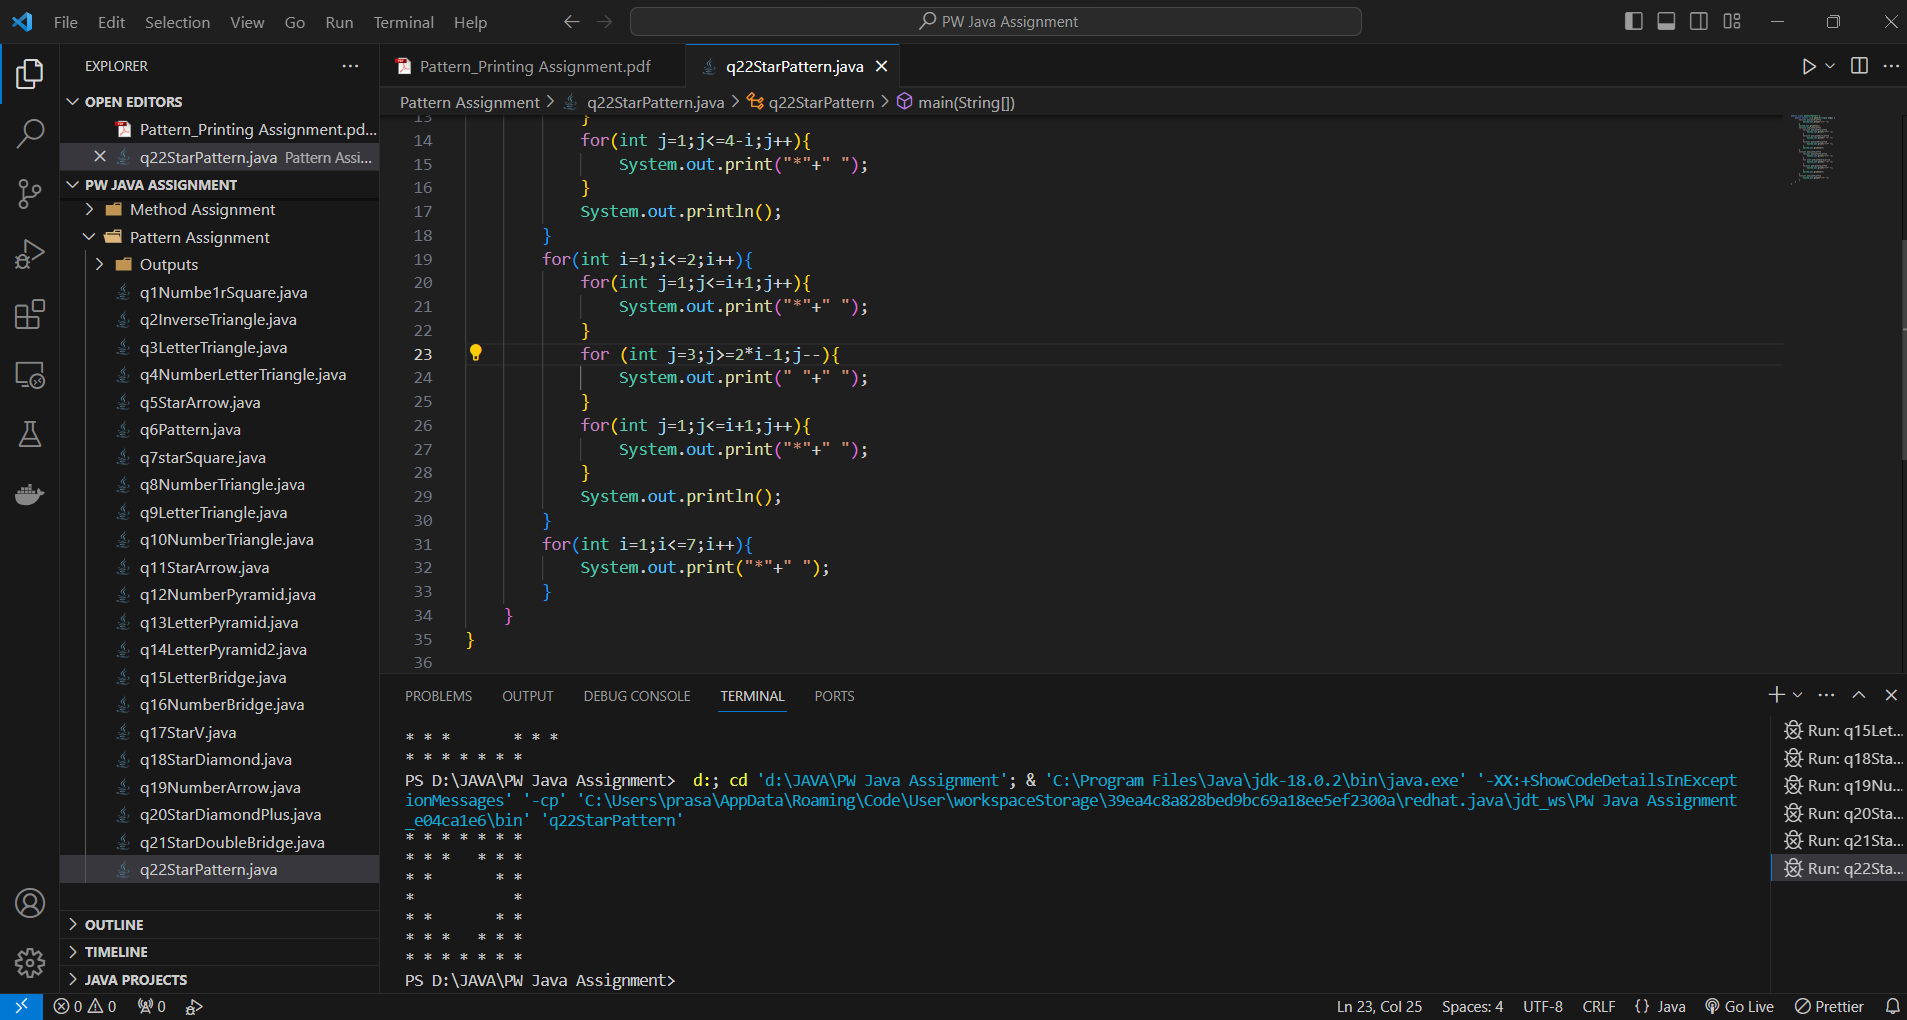 File Edit Selection View Go Run Terminal Help
PW Java Assignment
EXPLORER
OPEN EDITORS
Pattern_Printing Assignment.pd...
q22StarPattern.java Pattern Assi...
PW JAVA ASSIGNMENT
Method Assignment
Pattern Assignment
Outputs
q1Numbe1rSquare.java
q2InverseTriangle.java
q3LetterTriangle.java
q4NumberLetterTriangle.java
q5StarArrow.java
q6Pattern.java
q7starSquare.java
q8NumberTriangle.java
q9LetterTriangle.java
q10NumberTriangle.java
q11StarArrow.java
q12NumberPyramid.java
q13LetterPyramid.java
q14LetterPyramid2.java
q15LetterBridge.java
q16NumberBridge.java
q17StarV.java
q18StarDiamond.java
q19NumberArrow.java
q20StarDiamondPlus.java
q21StarDoubleBridge.java
q22StarPattern.java
OUTLINE
TIMELINE
JAVA PROJECTS
Pattern_Printing Assignment.pdf
q22StarPattern.java
Pattern Assignment > q22StarPattern.java > q22StarPattern > main(String[])
13 }
14 for(int j=1;j<=4-i;j++){
15 System.out.print("*"+" ");
16 }
17 System.out.println();
18 }
19 for(int i=1;i<=2;i++){
20 for(int j=1;j<=i+1;j++){
21 System.out.print("*"+" ");
22 }
23 for (int j=3;j>=2*i-1;j--){
24 System.out.print(" "+" ");
25 }
26 for(int j=1;j<=i+1;j++){
27 System.out.print("*"+" ");
28 }
29 System.out.println();
30 }
31 for(int i=1;i<=7;i++){
32 System.out.print("*"+" ");
33 }
34 }
35 }
36
PROBLEMS OUTPUT DEBUG CONSOLE TERMINAL PORTS
* * *       * * *
* * * * * * *
PS D:\JAVA\PW Java Assignment>  d:; cd 'd:\JAVA\PW Java Assignment'; & 'C:\Program Files\Java\jdk-18.0.2\bin\java.exe' '-XX:+ShowCodeDetailsInExcept
ionMessages' '-cp' 'C:\Users\prasa\AppData\Roaming\Code\User\workspaceStorage\39ea4c8a828bed9bc69a18ee5ef2300a\redhat.java\jdt_ws\PW Java Assignment
_e04ca1e6\bin' 'q22StarPattern'
* * * * * * *
* * *   * * *
* *       * *
*           *
* *       * *
* * *   * * *
* * * * * * *
PS D:\JAVA\PW Java Assignment>
Run: q15Let...
Run: q18Sta...
Run: q19Nu...
Run: q20Sta...
Run: q21Sta...
Run: q22Sta...
0 0 0
Ln 23, Col 25 Spaces: 4 UTF-8 CRLF {} Java Go Live Prettier